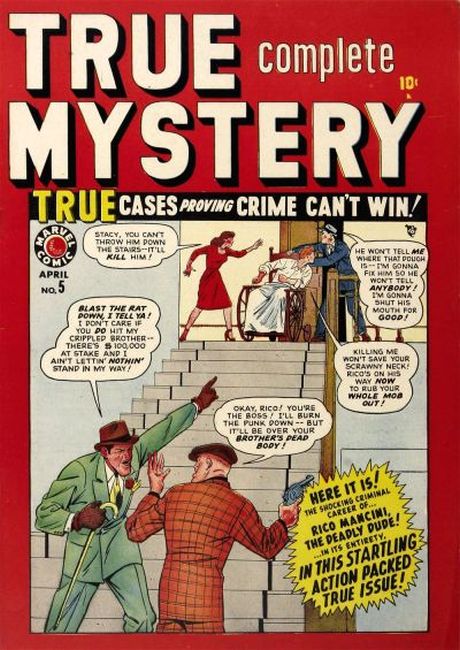 TRUE
complete
10¢
MYSTERY
TRUE CASES PROVING CRIME CAN'T WIN!
MARVEL
COMIC
APRIL
NO. 5
STACY, YOU CAN'T
THROW HIM DOWN
THE STAIRS--IT'LL
KILL HIM!
HE WON'T TELL ME
WHERE THAT DOUGH
IS-- I'M GONNA
FIX HIM SO HE
WON'T TELL
ANYBODY!
I'M GONNA
SHUT HIS
MOUTH FOR
GOOD!
BLAST THE RAT
DOWN, I TELL YA!
I DON'T CARE IF
YOU DO HIT MY
CRIPPLED BROTHER--
THERE'S $100,000
AT STAKE AND I
AIN'T LETTIN' NOTHIN'
STAND IN MY WAY!
KILLING ME
WON'T SAVE YOUR
SCRAWNY NECK!
RICO'S ON HIS
WAY NOW
TO RUB YOUR
WHOLE MOB
OUT!
OKAY, RICO! YOU'RE
THE BOSS! I'LL BURN
THE PUNK DOWN-- BUT
IT'LL BE OVER YOUR
BROTHER'S DEAD
BODY!
HERE IT IS!
THE SHOCKING CRIMINAL
CAREER OF...
RICO MANCINI,
THE DEADLY DUDE!
...IN ITS ENTIRETY,
IN THIS STARTLING
ACTION PACKED
TRUE ISSUE!